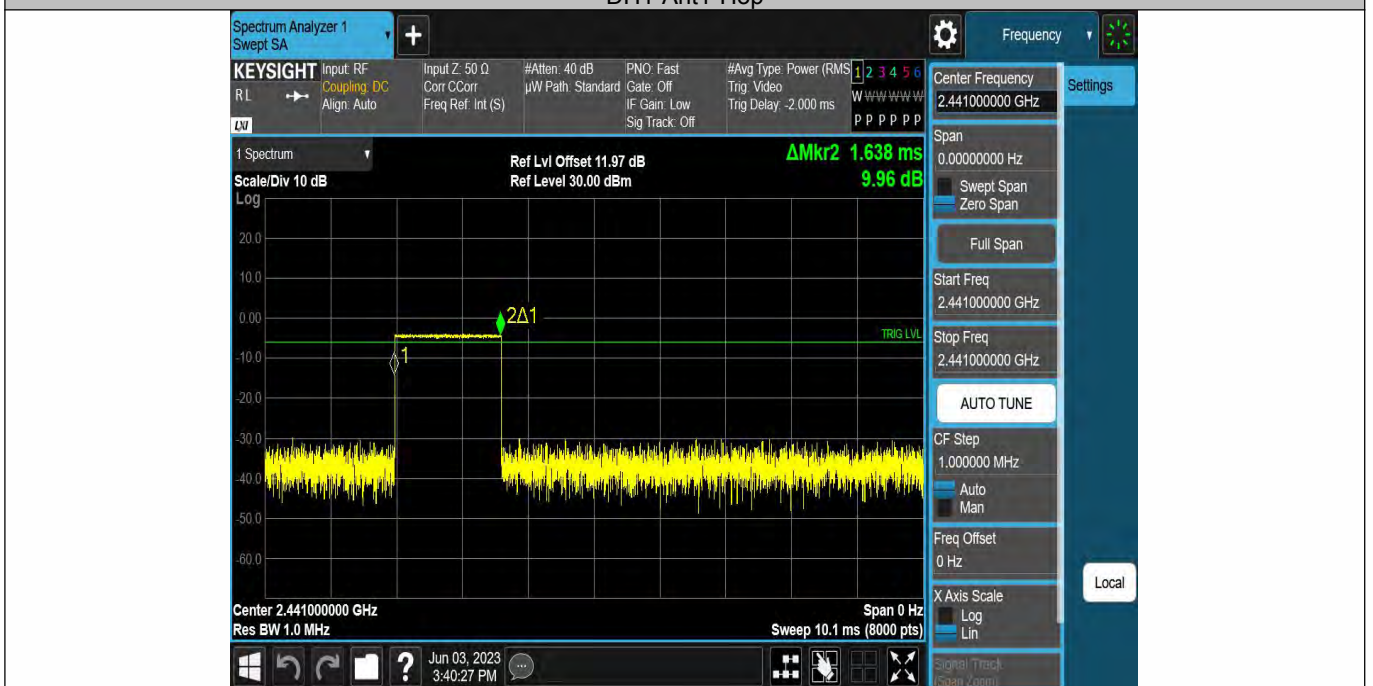 Spectrum Analyzer 1
Swept SA
+
Frequency
KEYSIGHT
RL
LXI
Input: RF
Coupling: DC
Align: Auto
Input Z: 50 Ω
Corr CCorr
Freq Ref: Int (S)
#Atten: 40 dB
µW Path: Standard
PNO: Fast
Gate: Off
IF Gain: Low
Sig Track: Off
#Avg Type: Power (RMS
Trig: Video
Trig Delay: -2.000 ms
1 2 3 4 5 6
W W W W W W
P P P P P P
1 Spectrum
Scale/Div 10 dB
Log
Ref Lvl Offset 11.97 dB
Ref Level 30.00 dBm
ΔMkr2 1.638 ms
9.96 dB
20.0
10.0
0.00
-10.0
-20.0
-30.0
-40.0
-50.0
-60.0
2Δ1
1
TRIG LVL
Center 2.441000000 GHz
Res BW 1.0 MHz
Span 0 Hz
Sweep 10.1 ms (8000 pts)
Jun 03, 2023
3:40:27 PM
?
Center Frequency
2.441000000 GHz
Settings
Span
0.00000000 Hz
Swept Span
Zero Span
Full Span
Start Freq
2.441000000 GHz
Stop Freq
2.441000000 GHz
AUTO TUNE
CF Step
1.000000 MHz
Auto
Man
Freq Offset
0 Hz
X Axis Scale
Log
Lin
Local
Signal Track
(Span Zoom)